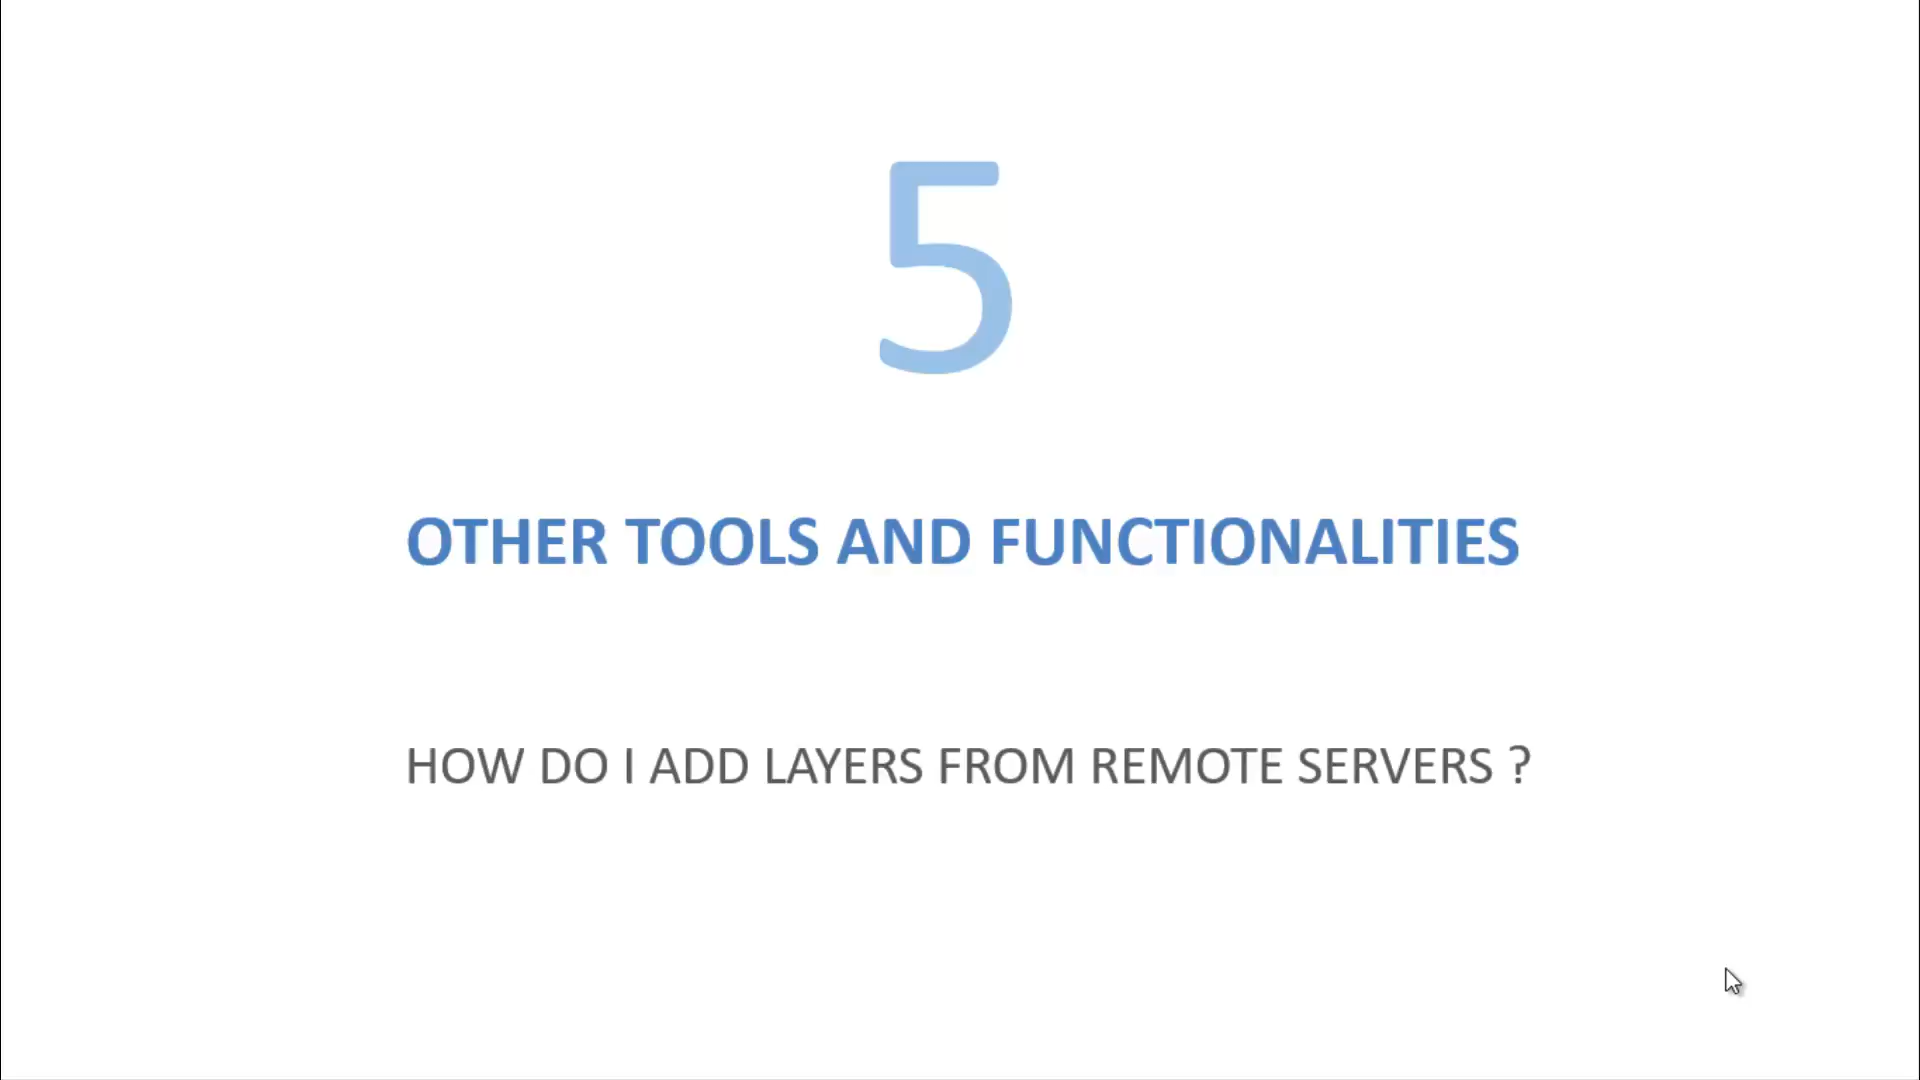 5
OTHER TOOLS AND FUNCTIONALITIES
HOW DO I ADD LAYERS FROM REMOTE SERVERS ?